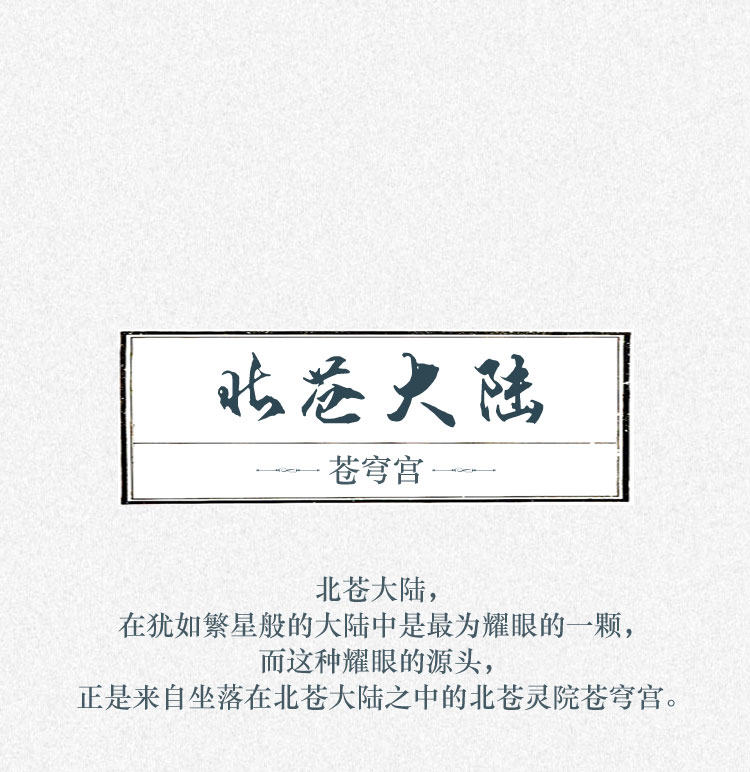 北苍大陆
苍穹宫
北苍大陆，
在犹如繁星般的大陆中是最为耀眼的一颗，
而这种耀眼的源头，
正是来自坐落在北苍大陆之中的北苍灵院苍穹宫。